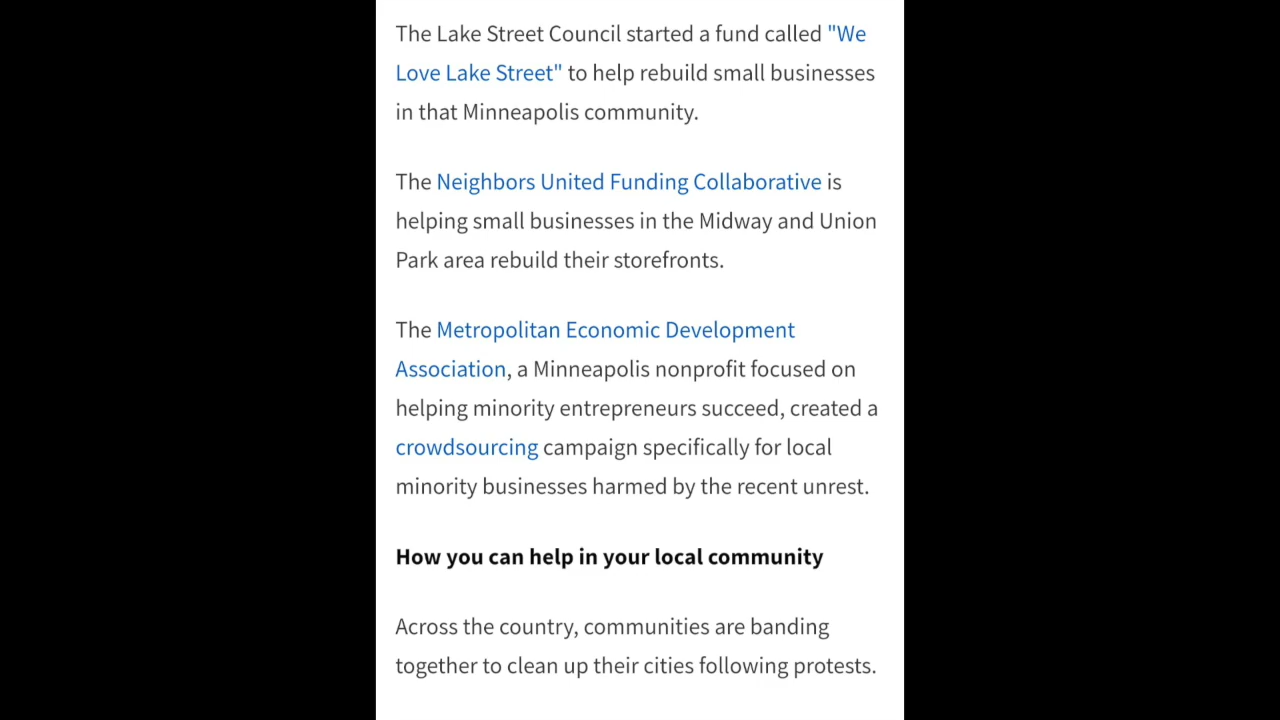 The Lake Street Council started a fund called "We
Love Lake Street" to help rebuild small businesses
in that Minneapolis community.
The Neighbors United Funding Collaborative is
helping small businesses in the Midway and Union
Park area rebuild their storefronts.
The Metropolitan Economic Development
Association, a Minneapolis nonprofit focused on
helping minority entrepreneurs succeed, created a
crowdsourcing campaign specifically for local
minority businesses harmed by the recent unrest.
How you can help in your local community
Across the country, communities are banding
together to clean up their cities following protests.